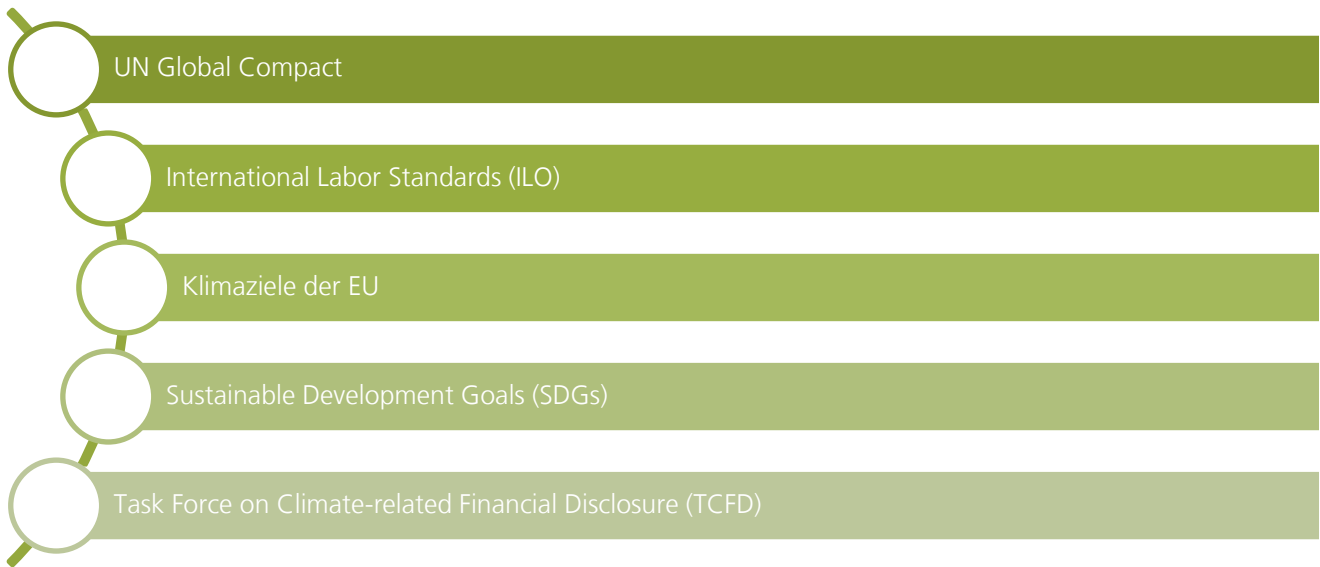 UN Global Compact
International Labor Standards (ILO)
Klimaziele der EU
Sustainable Development Goals (SDGs)
Task Force on Climate-related Financial Disclosure (TCFD)